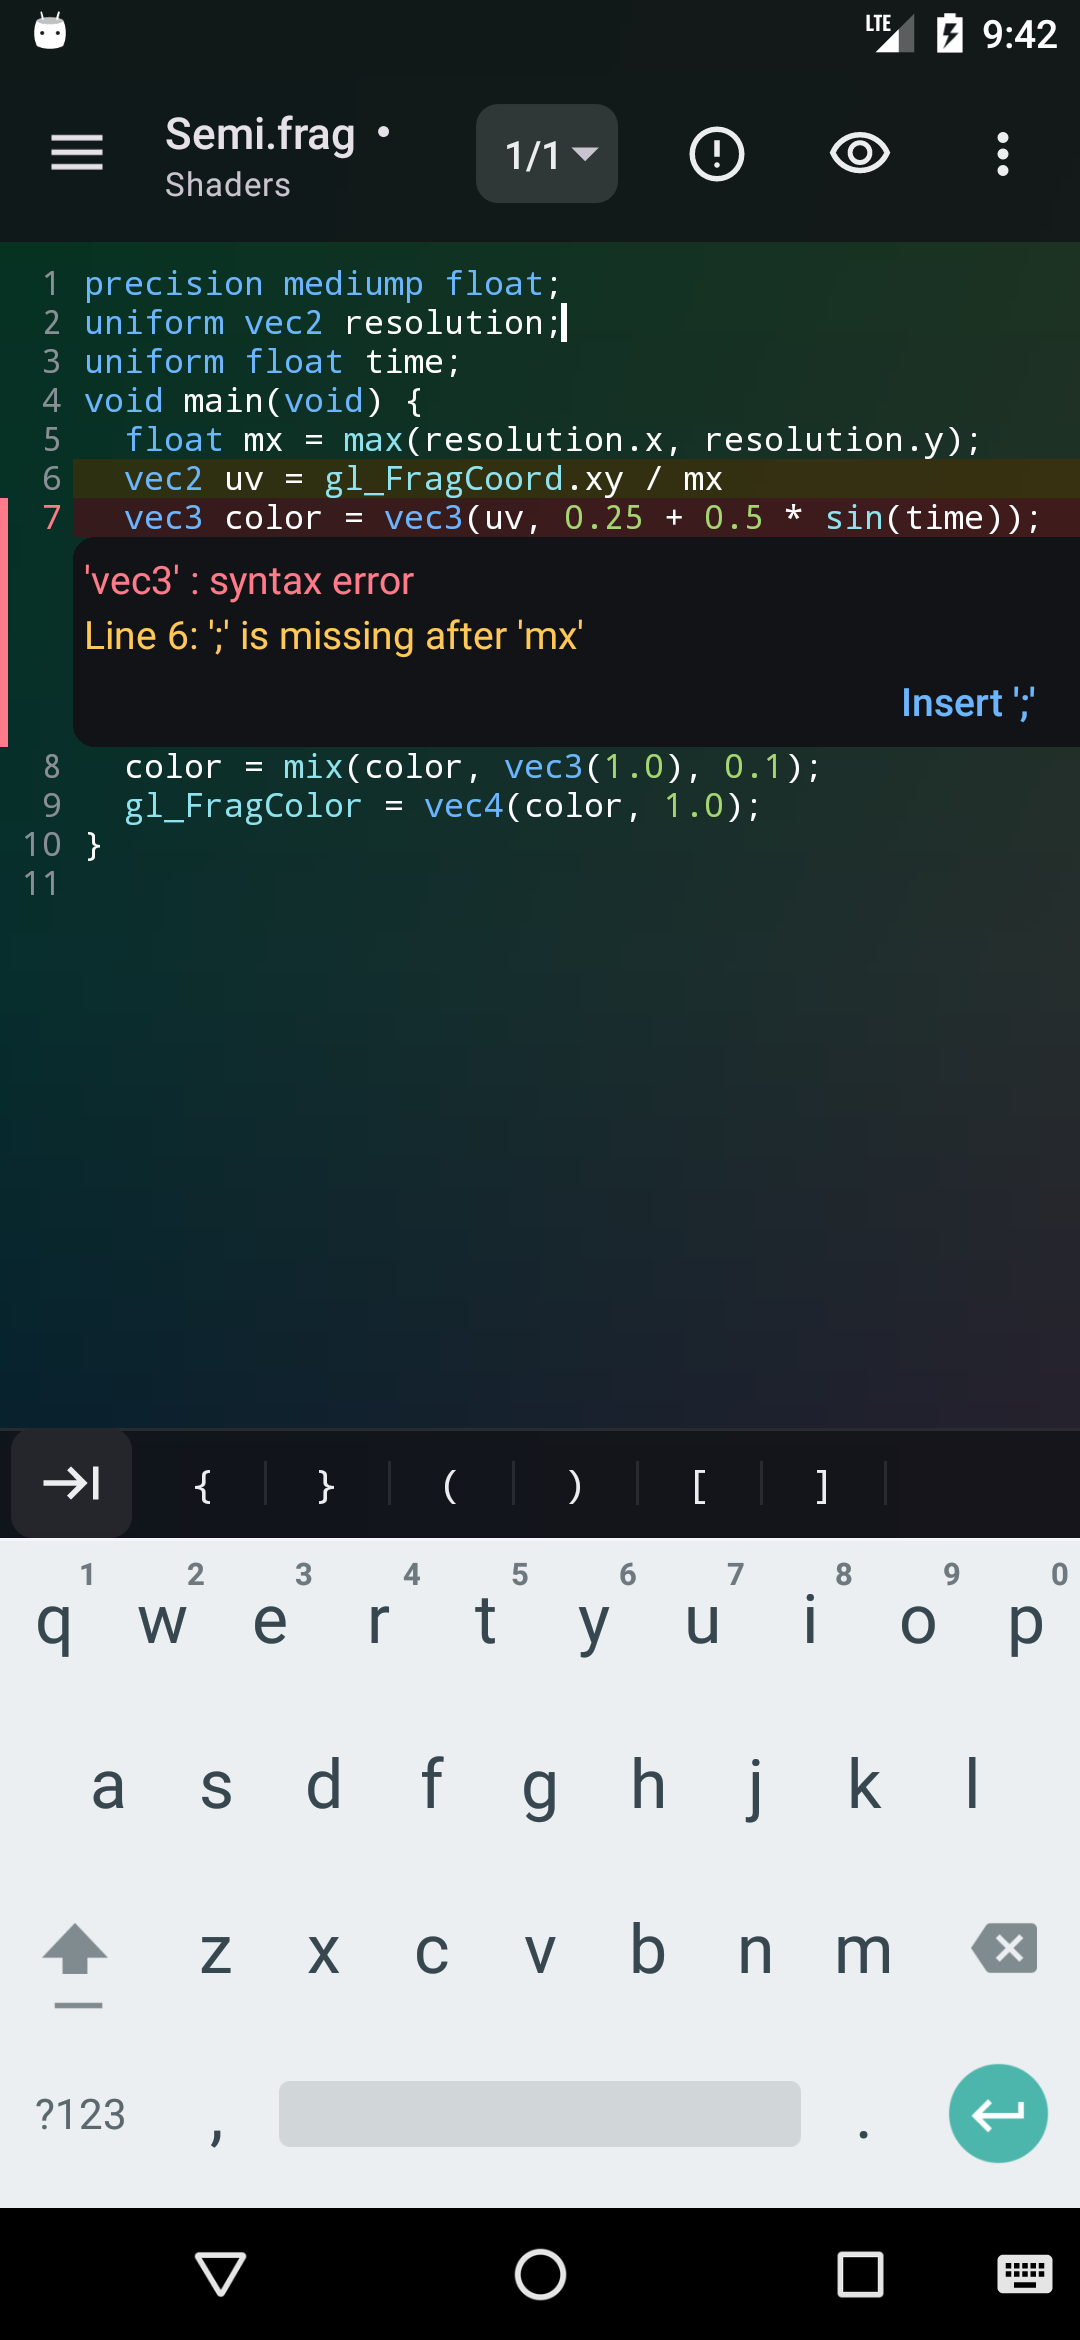 LTE 9:42
Semi.frag •
Shaders
1/1
1 precision mediump float;
2 uniform vec2 resolution;
3 uniform float time;
4 void main(void) {
5   float mx = max(resolution.x, resolution.y);
6   vec2 uv = gl_FragCoord.xy / mx
7   vec3 color = vec3(uv, 0.25 + 0.5 * sin(time));
'vec3' : syntax error
Line 6: ';' is missing after 'mx'
Insert ';'
8   color = mix(color, vec3(1.0), 0.1);
9   gl_FragColor = vec4(color, 1.0);
10 }
11
{ } ( ) [ ]
1 2 3 4 5 6 7 8 9 0
q w e r t y u i o p
a s d f g h j k l
z x c v b n m
?123 , .